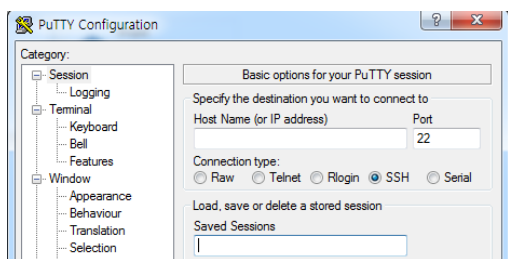 PuTTY Configuration
Category:
Session
Logging
Terminal
Keyboard
Bell
Features
Window
Appearance
Behaviour
Translation
Selection
Basic options for your PuTTY session
Specify the destination you want to connect to
Host Name (or IP address) Port
22
Connection type:
Raw Telnet Rlogin SSH Serial
Load, save or delete a stored session
Saved Sessions